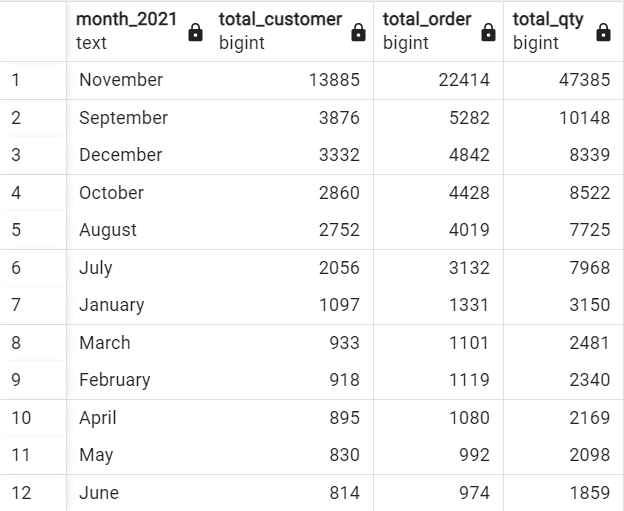 month_2021 total_customer total_order total_qty
text bigint bigint bigint
1 November 13885 22414 47385
2 September 3876 5282 10148
3 December 3332 4842 8339
4 October 2860 4428 8522
5 August 2752 4019 7725
6 July 2056 3132 7968
7 January 1097 1331 3150
8 March 933 1101 2481
9 February 918 1119 2340
10 April 895 1080 2169
11 May 830 992 2098
12 June 814 974 1859